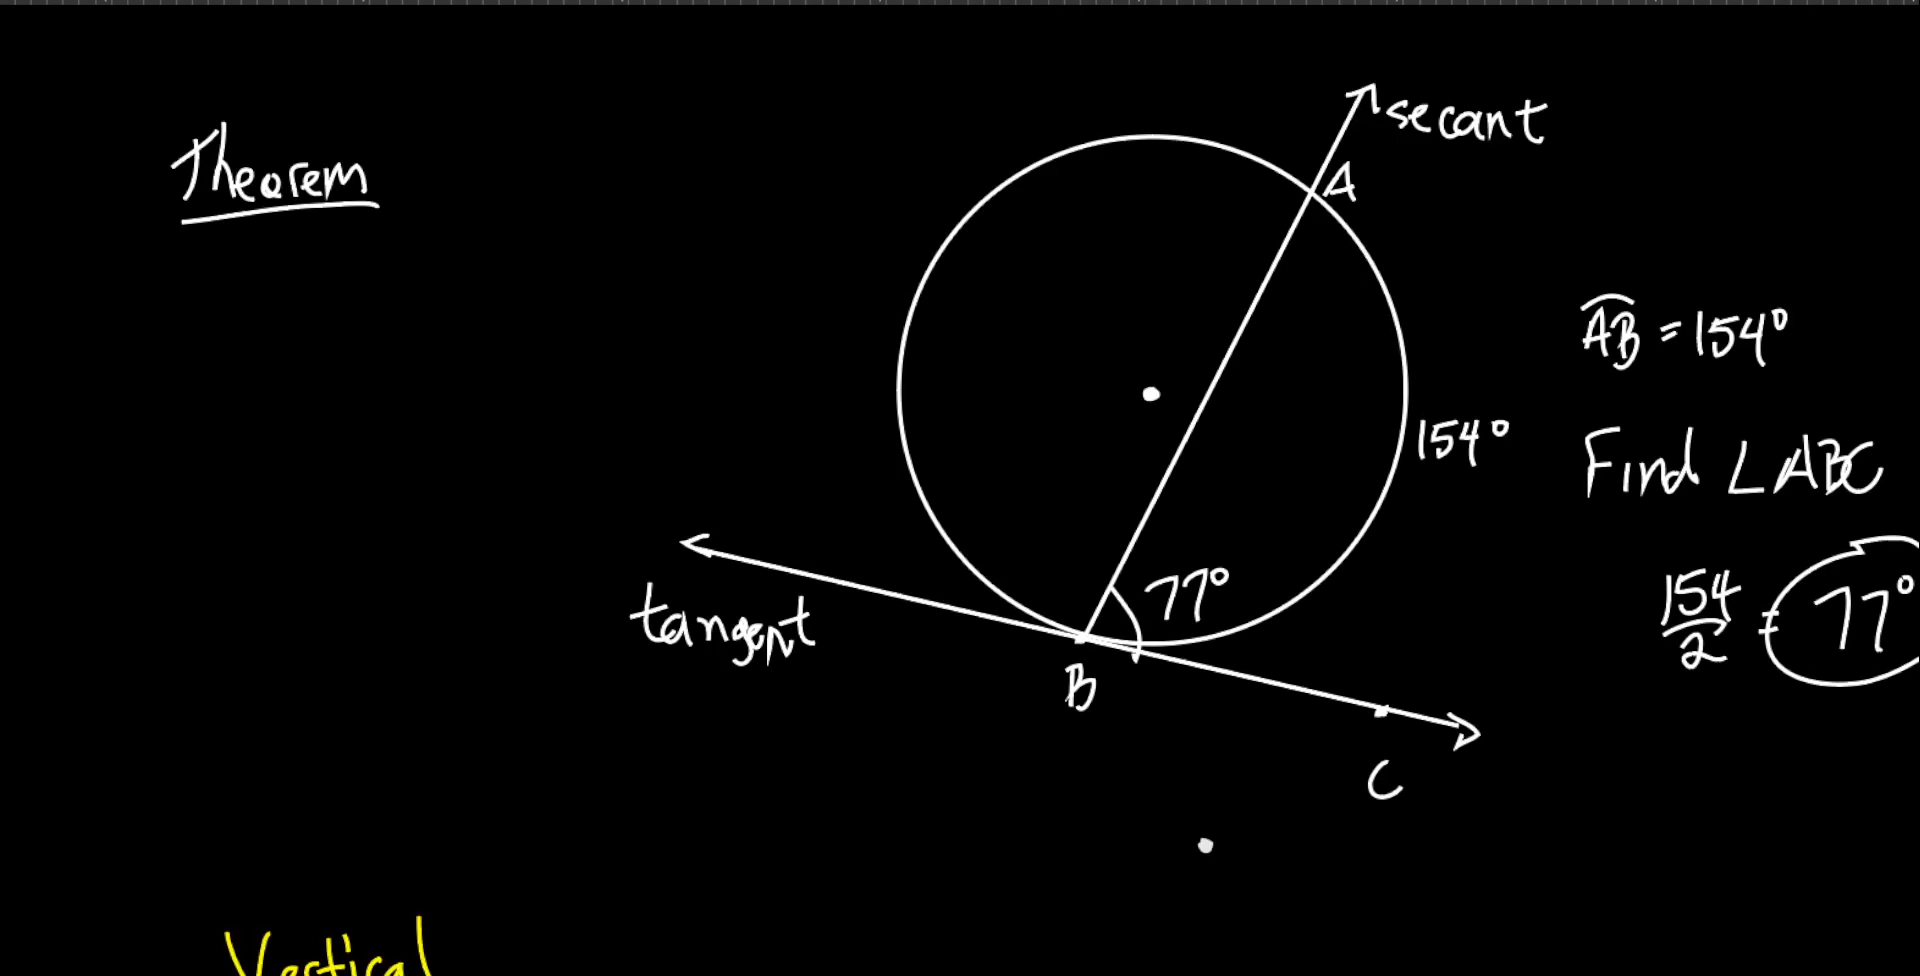 Theorem
secant
A
AB = 154°
154°
Find ∠ABC
77°
154/2 = 77°
tangent
B
C
Vertical